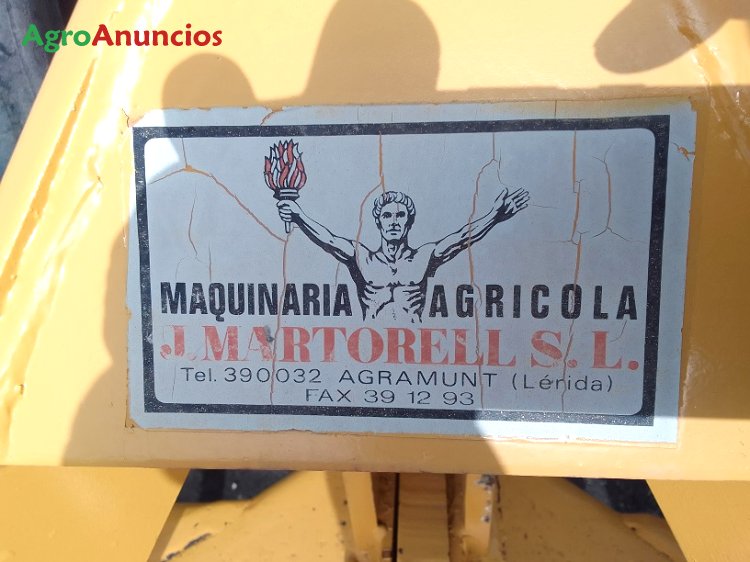 AgroAnuncios
MAQUINARIA AGRICOLA
J. MARTORELL S. L.
Tel. 390032 AGRAMUNT (Lérida)
FAX 39 12 93